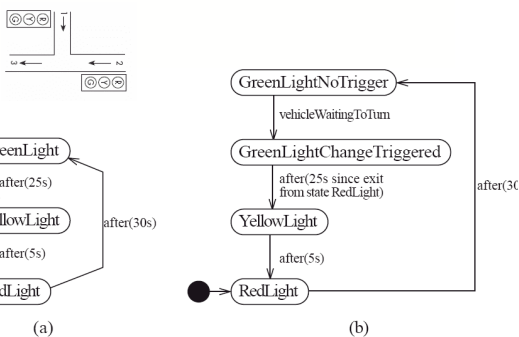 G Y R
1
3
2
R Y G
GreenLightNoTrigger
vehicleWaitingToTurn
eenLight
GreenLightChangeTriggered
after(25s)
after(25s since exit
from state RedLight)
llowLight
YellowLight
after(30s)
after(30
after(5s)
after(5s)
dLight
RedLight
(a)
(b)